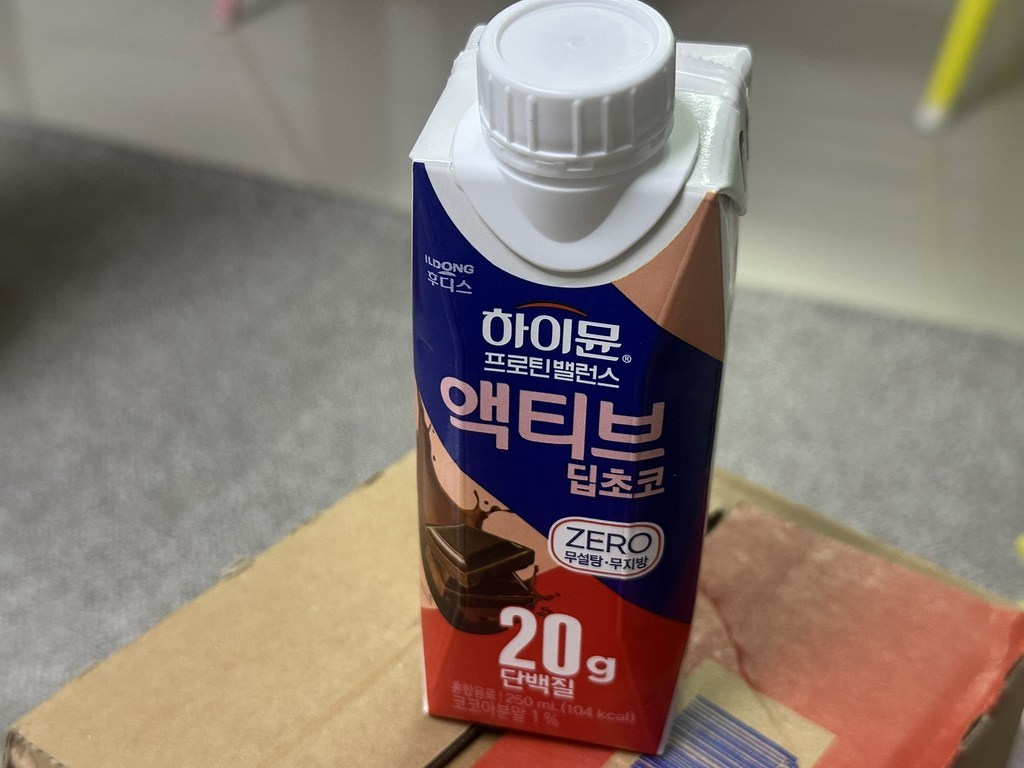 ILDONG
후디스
하이뮨®
프로틴밸런스
액티브
딥초코
ZERO
무설탕·무지방
20g
단백질
혼합음료 | 250 mL (104 kcal)
코코아분말 1 %